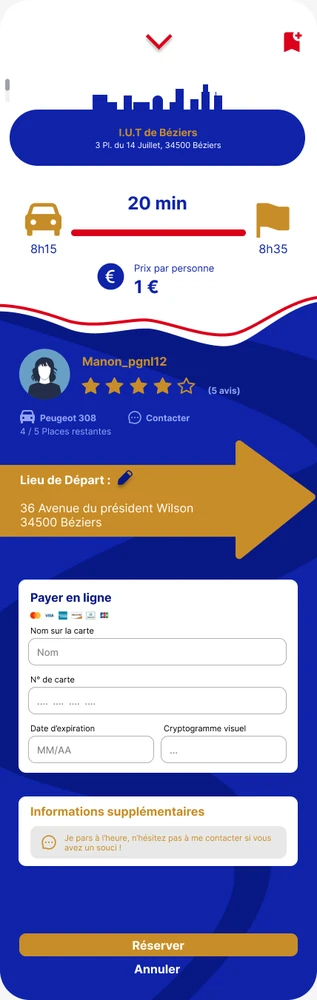 I.U.T de Béziers
3 Pl. du 14 Juillet, 34500 Béziers
20 min
8h15
8h35
Prix par personne
€
1 €
Manon_pgnl12
(5 avis)
Peugeot 308
Contacter
4 / 5 Places restantes
Lieu de Départ :
36 Avenue du président Wilson
34500 Béziers
Payer en ligne
Nom sur la carte
Nom
N° de carte
.... .... .... ....
Date d'expiration
Cryptogramme visuel
MM/AA
...
Informations supplémentaires
Je pars à l'heure, n'hésitez pas à me contacter si vous
avez un souci !
Réserver
Annuler